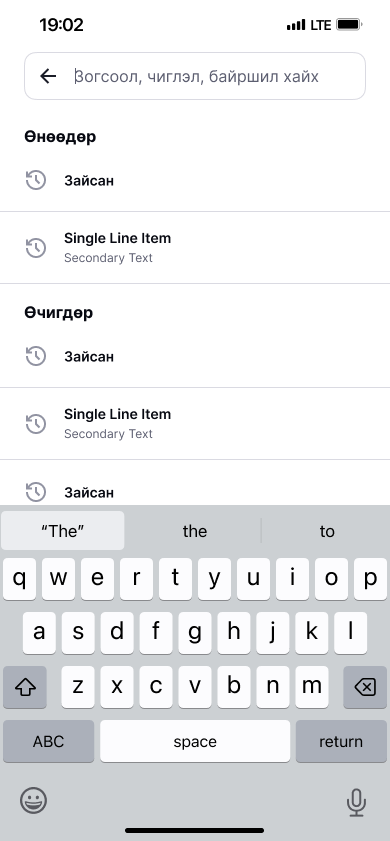 19:02
LTE
Зогсоол, чиглэл, байршил хайх
Өнөөдөр
Зайсан
Single Line Item
Secondary Text
Өчигдөр
Зайсан
Single Line Item
Secondary Text
Зайсан
“The” the to
q w e r t y u i o p
a s d f g h j k l
z x c v b n m
ABC space return